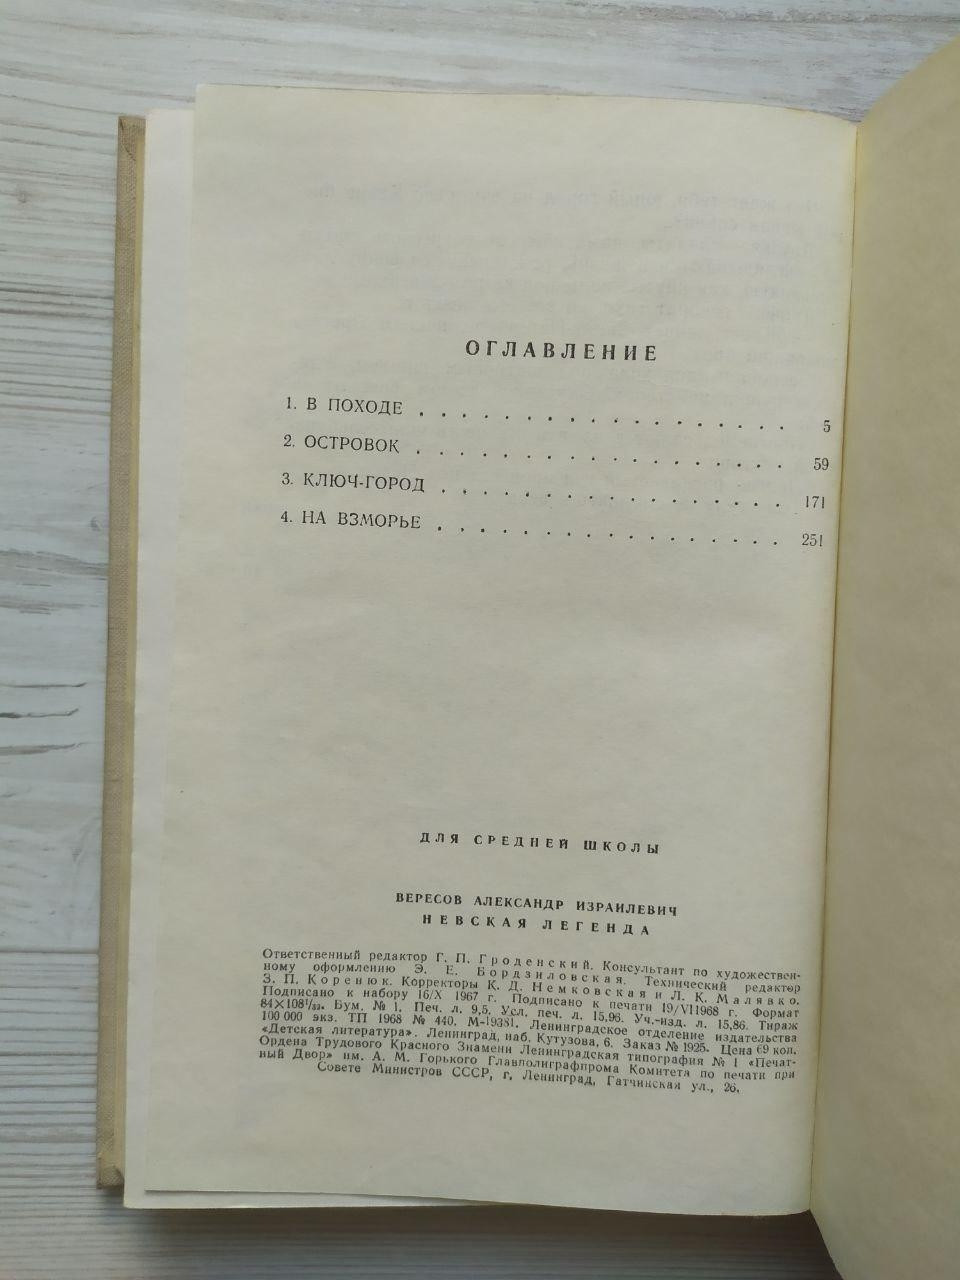 ОГЛАВЛЕНИЕ
1. В ПОХОДЕ . . . . . . . . . . . . . . . . . . 5
2. ОСТРОВОК . . . . . . . . . . . . . . . . . . 59
3. КЛЮЧ-ГОРОД . . . . . . . . . . . . . . . . . 171
4. НА ВЗМОРЬЕ . . . . . . . . . . . . . . . . . 251
ДЛЯ СРЕДНЕЙ ШКОЛЫ
ВЕРЕСОВ АЛЕКСАНДР ИЗРАИЛЕВИЧ
НЕВСКАЯ ЛЕГЕНДА
Ответственный редактор Г. П. Гроденский. Консультант по художествен-
ному оформлению Э. Е. Бордзиловская. Технический редактор
З. П. Коренюк. Корректоры К. Д. Немковская и Л. К. Малявко.
Подписано к набору 16/X 1967 г. Подписано к печати 19/VI 1968 г. Формат
84×108¹/₃₂. Бум. № 1. Печ. л. 9,5. Усл. печ. л. 15,96. Уч.-изд. л. 15,86. Тираж
100 000 экз. ТП 1968 № 440. М-19381. Ленинградское отделение издательства
«Детская литература». Ленинград, наб. Кутузова, 6. Заказ № 1925. Цена 69 коп.
Ордена Трудового Красного Знамени Ленинградская типография № 1 «Печат-
ный Двор» им. А. М. Горького Главполиграфпрома Комитета по печати при
Совете Министров СССР, г. Ленинград, Гатчинская ул., 26.